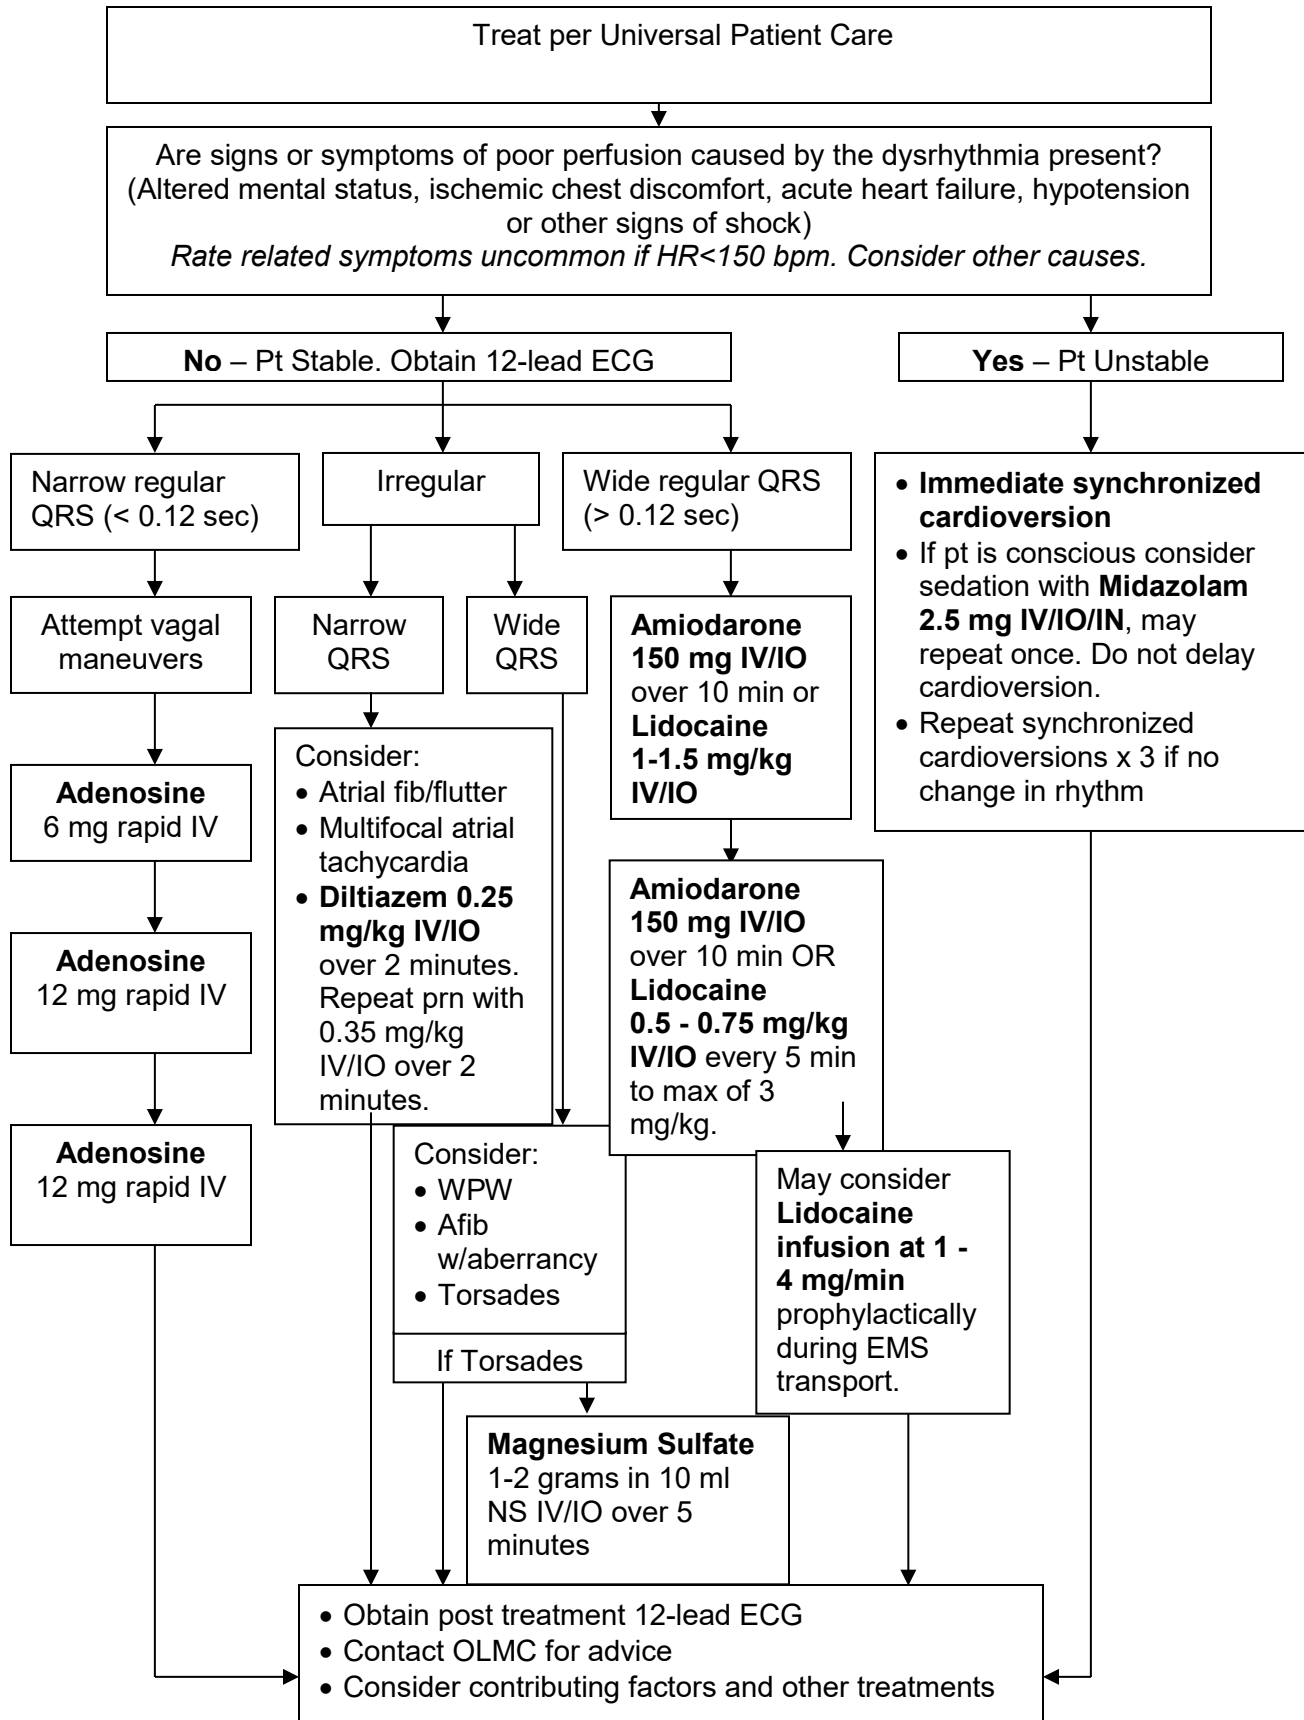 Treat per Universal Patient Care
Are signs or symptoms of poor perfusion caused by the dysrhythmia present?
(Altered mental status, ischemic chest discomfort, acute heart failure, hypotension
or other signs of shock)
Rate related symptoms uncommon if HR<150 bpm. Consider other causes.
No – Pt Stable. Obtain 12-lead ECG
Yes – Pt Unstable
Narrow regular
QRS (< 0.12 sec)
Attempt vagal
maneuvers
Adenosine
6 mg rapid IV
Adenosine
12 mg rapid IV
Adenosine
12 mg rapid IV
Irregular
Narrow
QRS
Consider:
• Atrial fib/flutter
• Multifocal atrial
tachycardia
• Diltiazem 0.25
mg/kg IV/IO
over 2 minutes.
Repeat prn with
0.35 mg/kg
IV/IO over 2
minutes.
Wide
QRS
Consider:
• WPW
• Afib
w/aberrancy
• Torsades
If Torsades
Magnesium Sulfate
1-2 grams in 10 ml
NS IV/IO over 5
minutes
Wide regular QRS
(> 0.12 sec)
Amiodarone
150 mg IV/IO
over 10 min or
Lidocaine
1-1.5 mg/kg
IV/IO
Amiodarone
150 mg IV/IO
over 10 min OR
Lidocaine
0.5 - 0.75 mg/kg
IV/IO every 5 min
to max of 3
mg/kg.
May consider
Lidocaine
infusion at 1 -
4 mg/min
prophylactically
during EMS
transport.
• Immediate synchronized
cardioversion
• If pt is conscious consider
sedation with Midazolam
2.5 mg IV/IO/IN, may
repeat once. Do not delay
cardioversion.
• Repeat synchronized
cardioversions x 3 if no
change in rhythm
• Obtain post treatment 12-lead ECG
• Contact OLMC for advice
• Consider contributing factors and other treatments